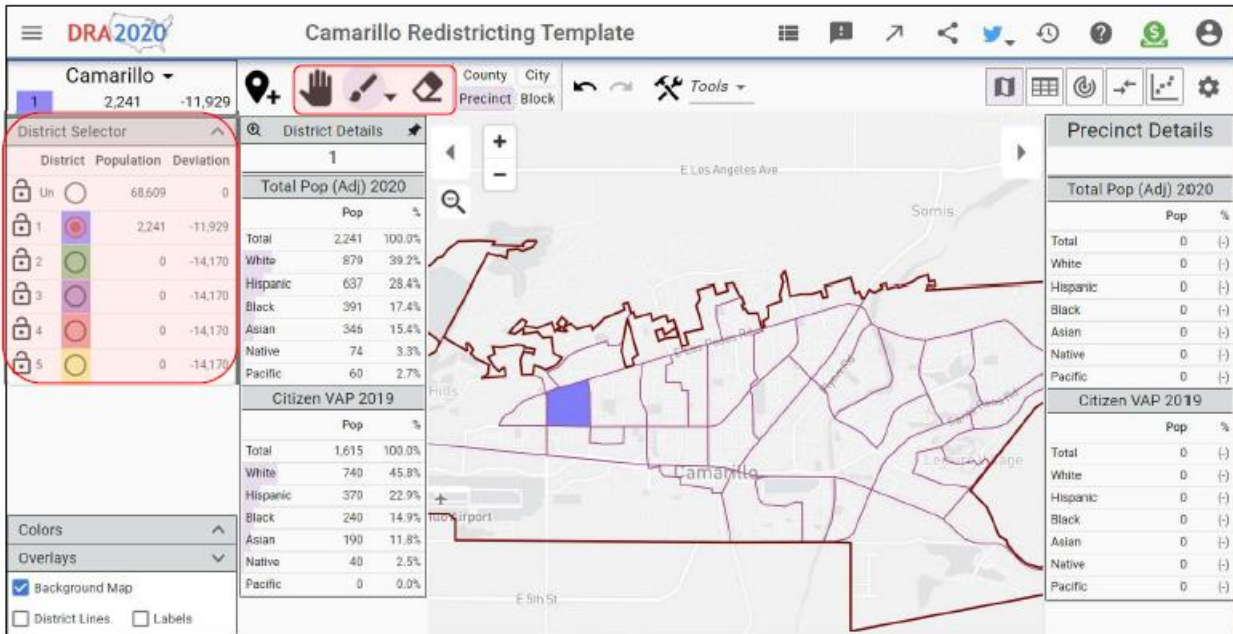 DRA2020
Camarillo Redistricting Template
Camarillo
1 2,241 -11,929
County City
Precinct Block
Tools
District Selector
District Population Deviation
Un 68,609 0
1 2,241 -11,929
2 0 -14,170
3 0 -14,170
4 0 -14,170
5 0 -14,170
Colors
Overlays
Background Map
District Lines Labels
District Details
1
Total Pop (Adj) 2020
Pop %
Total 2,241 100.0%
White 879 39.2%
Hispanic 637 28.4%
Black 391 17.4%
Asian 346 15.4%
Native 74 3.3%
Pacific 60 2.7%
Citizen VAP 2019
Pop %
Total 1,615 100.0%
White 740 45.8%
Hispanic 370 22.9%
Black 240 14.9%
Asian 190 11.8%
Native 40 2.5%
Pacific 0 0.0%
E Los Angeles Ave
Somis
Hills
Camarillo
Airport
E 5th St
Precinct Details
Total Pop (Adj) 2020
Pop %
Total 0 (-)
White 0 (-)
Hispanic 0 (-)
Black 0 (-)
Asian 0 (-)
Native 0 (-)
Pacific 0 (-)
Citizen VAP 2019
Pop %
Total 0 (-)
White 0 (-)
Hispanic 0 (-)
Black 0 (-)
Asian 0 (-)
Native 0 (-)
Pacific 0 (-)